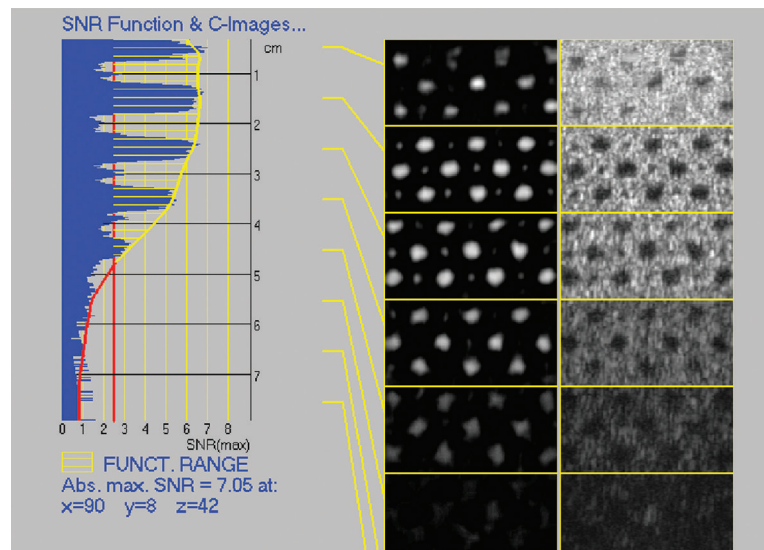 SNR Function & C-Images...
cm
1
2
3
4
5
6
7
0 1 2 3 4 5 6 7 8
SNR(max)
FUNCT. RANGE
Abs. max. SNR = 7.05 at:
x=90 y=8 z=42